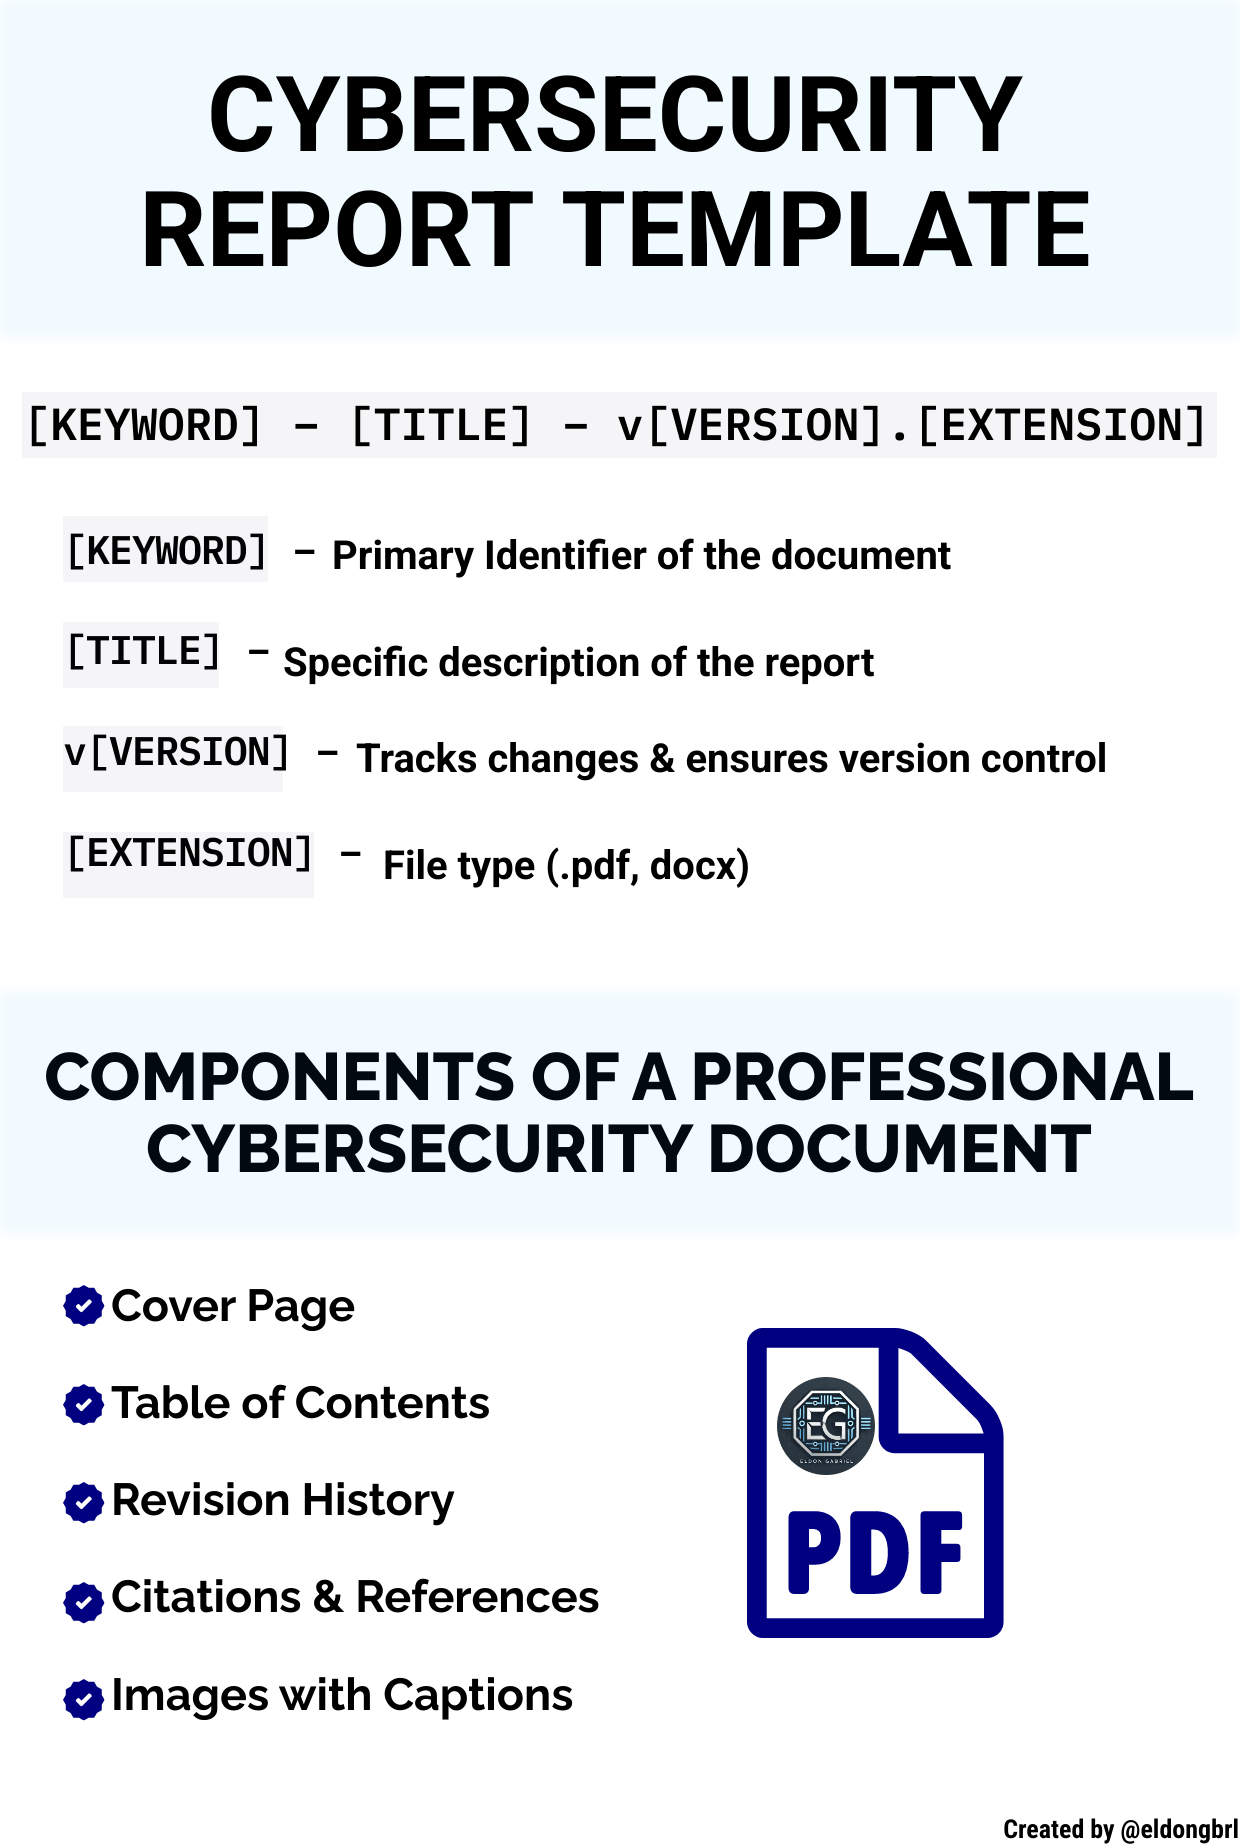 CYBERSECURITY
REPORT TEMPLATE
[KEYWORD] – [TITLE] – v[VERSION].[EXTENSION]
[KEYWORD] – Primary Identifier of the document
[TITLE] – Specific description of the report
v[VERSION] – Tracks changes & ensures version control
[EXTENSION] – File type (.pdf, docx)
COMPONENTS OF A PROFESSIONAL
CYBERSECURITY DOCUMENT
Cover Page
Table of Contents
Revision History
Citations & References
Images with Captions
EG
ELDON GABRIEL
PDF
Created by @eldongbrl